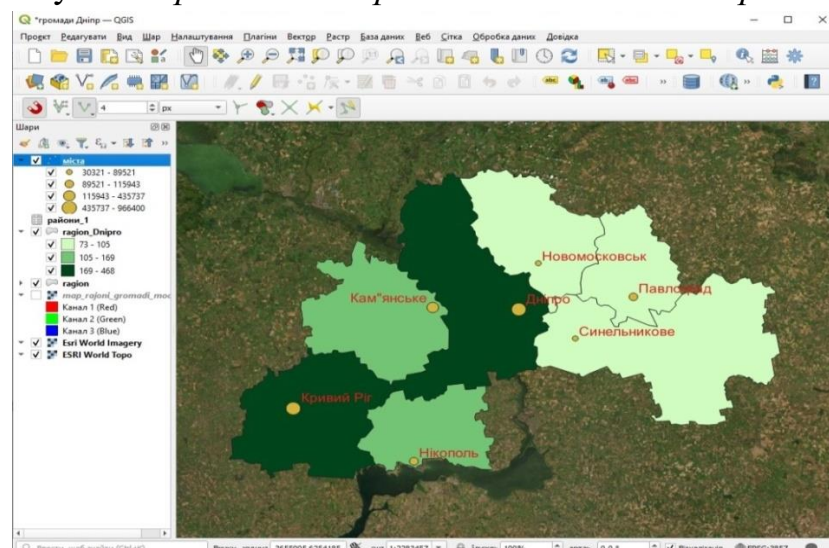 *громади Дніпр — QGIS
Проєкт Редагувати Вид Шар Налаштування Плагіни Вектор Растр База даних Веб Сітка Обробка даних Довідка
4 px
Шари
міста
30321 - 89521
89521 - 115943
115943 - 435737
435737 - 966400
райони_1
ragion_Dnipro
73 - 105
105 - 169
169 - 468
ragion
map_rajoni_gromadi
Канал 1 (Red)
Канал 2 (Green)
Канал 3 (Blue)
Esri World Imagery
ESRI World Topo
Новомосковськ
Кам"янське
Дніпро
Павлоград
Синельникове
Кривий Ріг
Нікополь